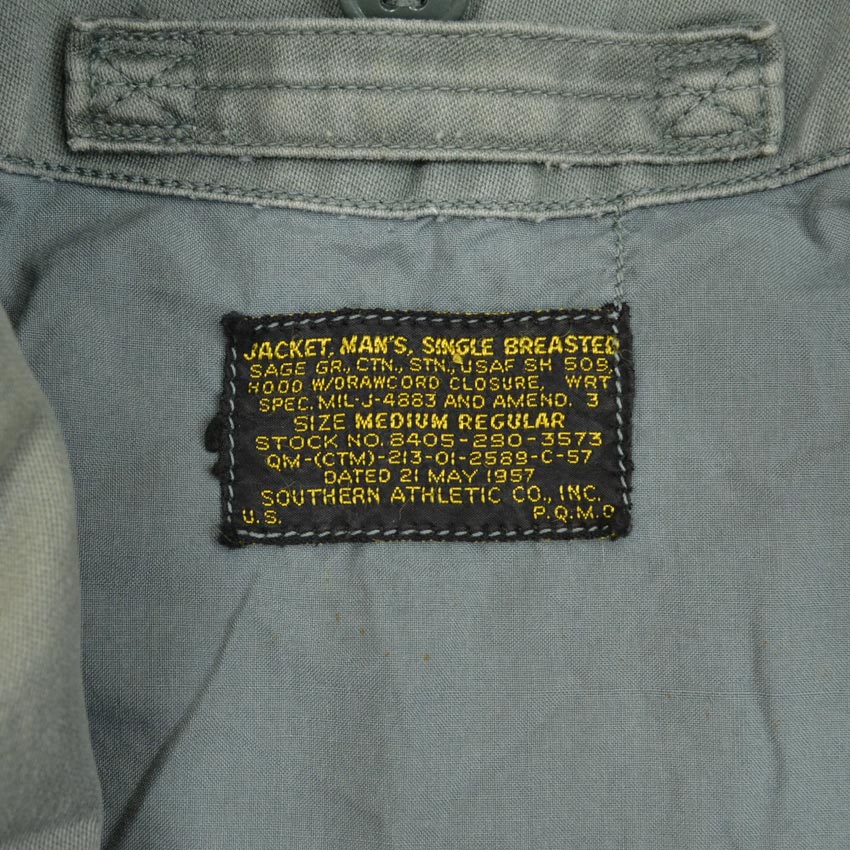 JACKET, MAN'S, SINGLE BREASTED
SAGE GR., CTN., STN., USAF SH 509,
HOOD W/DRAWCORD CLOSURE, WRT
SPEC. MIL-J-4883 AND AMEND. 3
SIZE MEDIUM REGULAR
STOCK NO. 8405-290-3573
QM-(CTM)-213-01-2589-C-57
DATED 21 MAY 1957
SOUTHERN ATHLETIC CO., INC.
U.S. P.Q.M.D